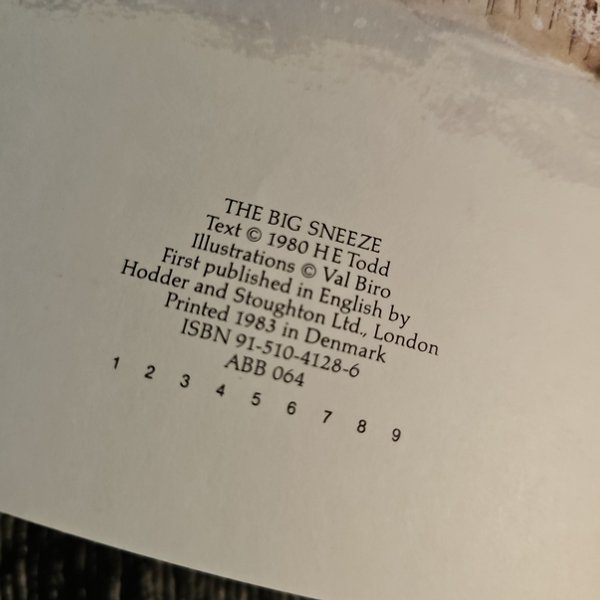 THE BIG SNEEZE
Text © 1980 H E Todd
Illustrations © Val Biro
First published in English by
Hodder and Stoughton Ltd., London
Printed 1983 in Denmark
ISBN 91-510-4128-6
ABB 064
1 2 3 4 5 6 7 8 9